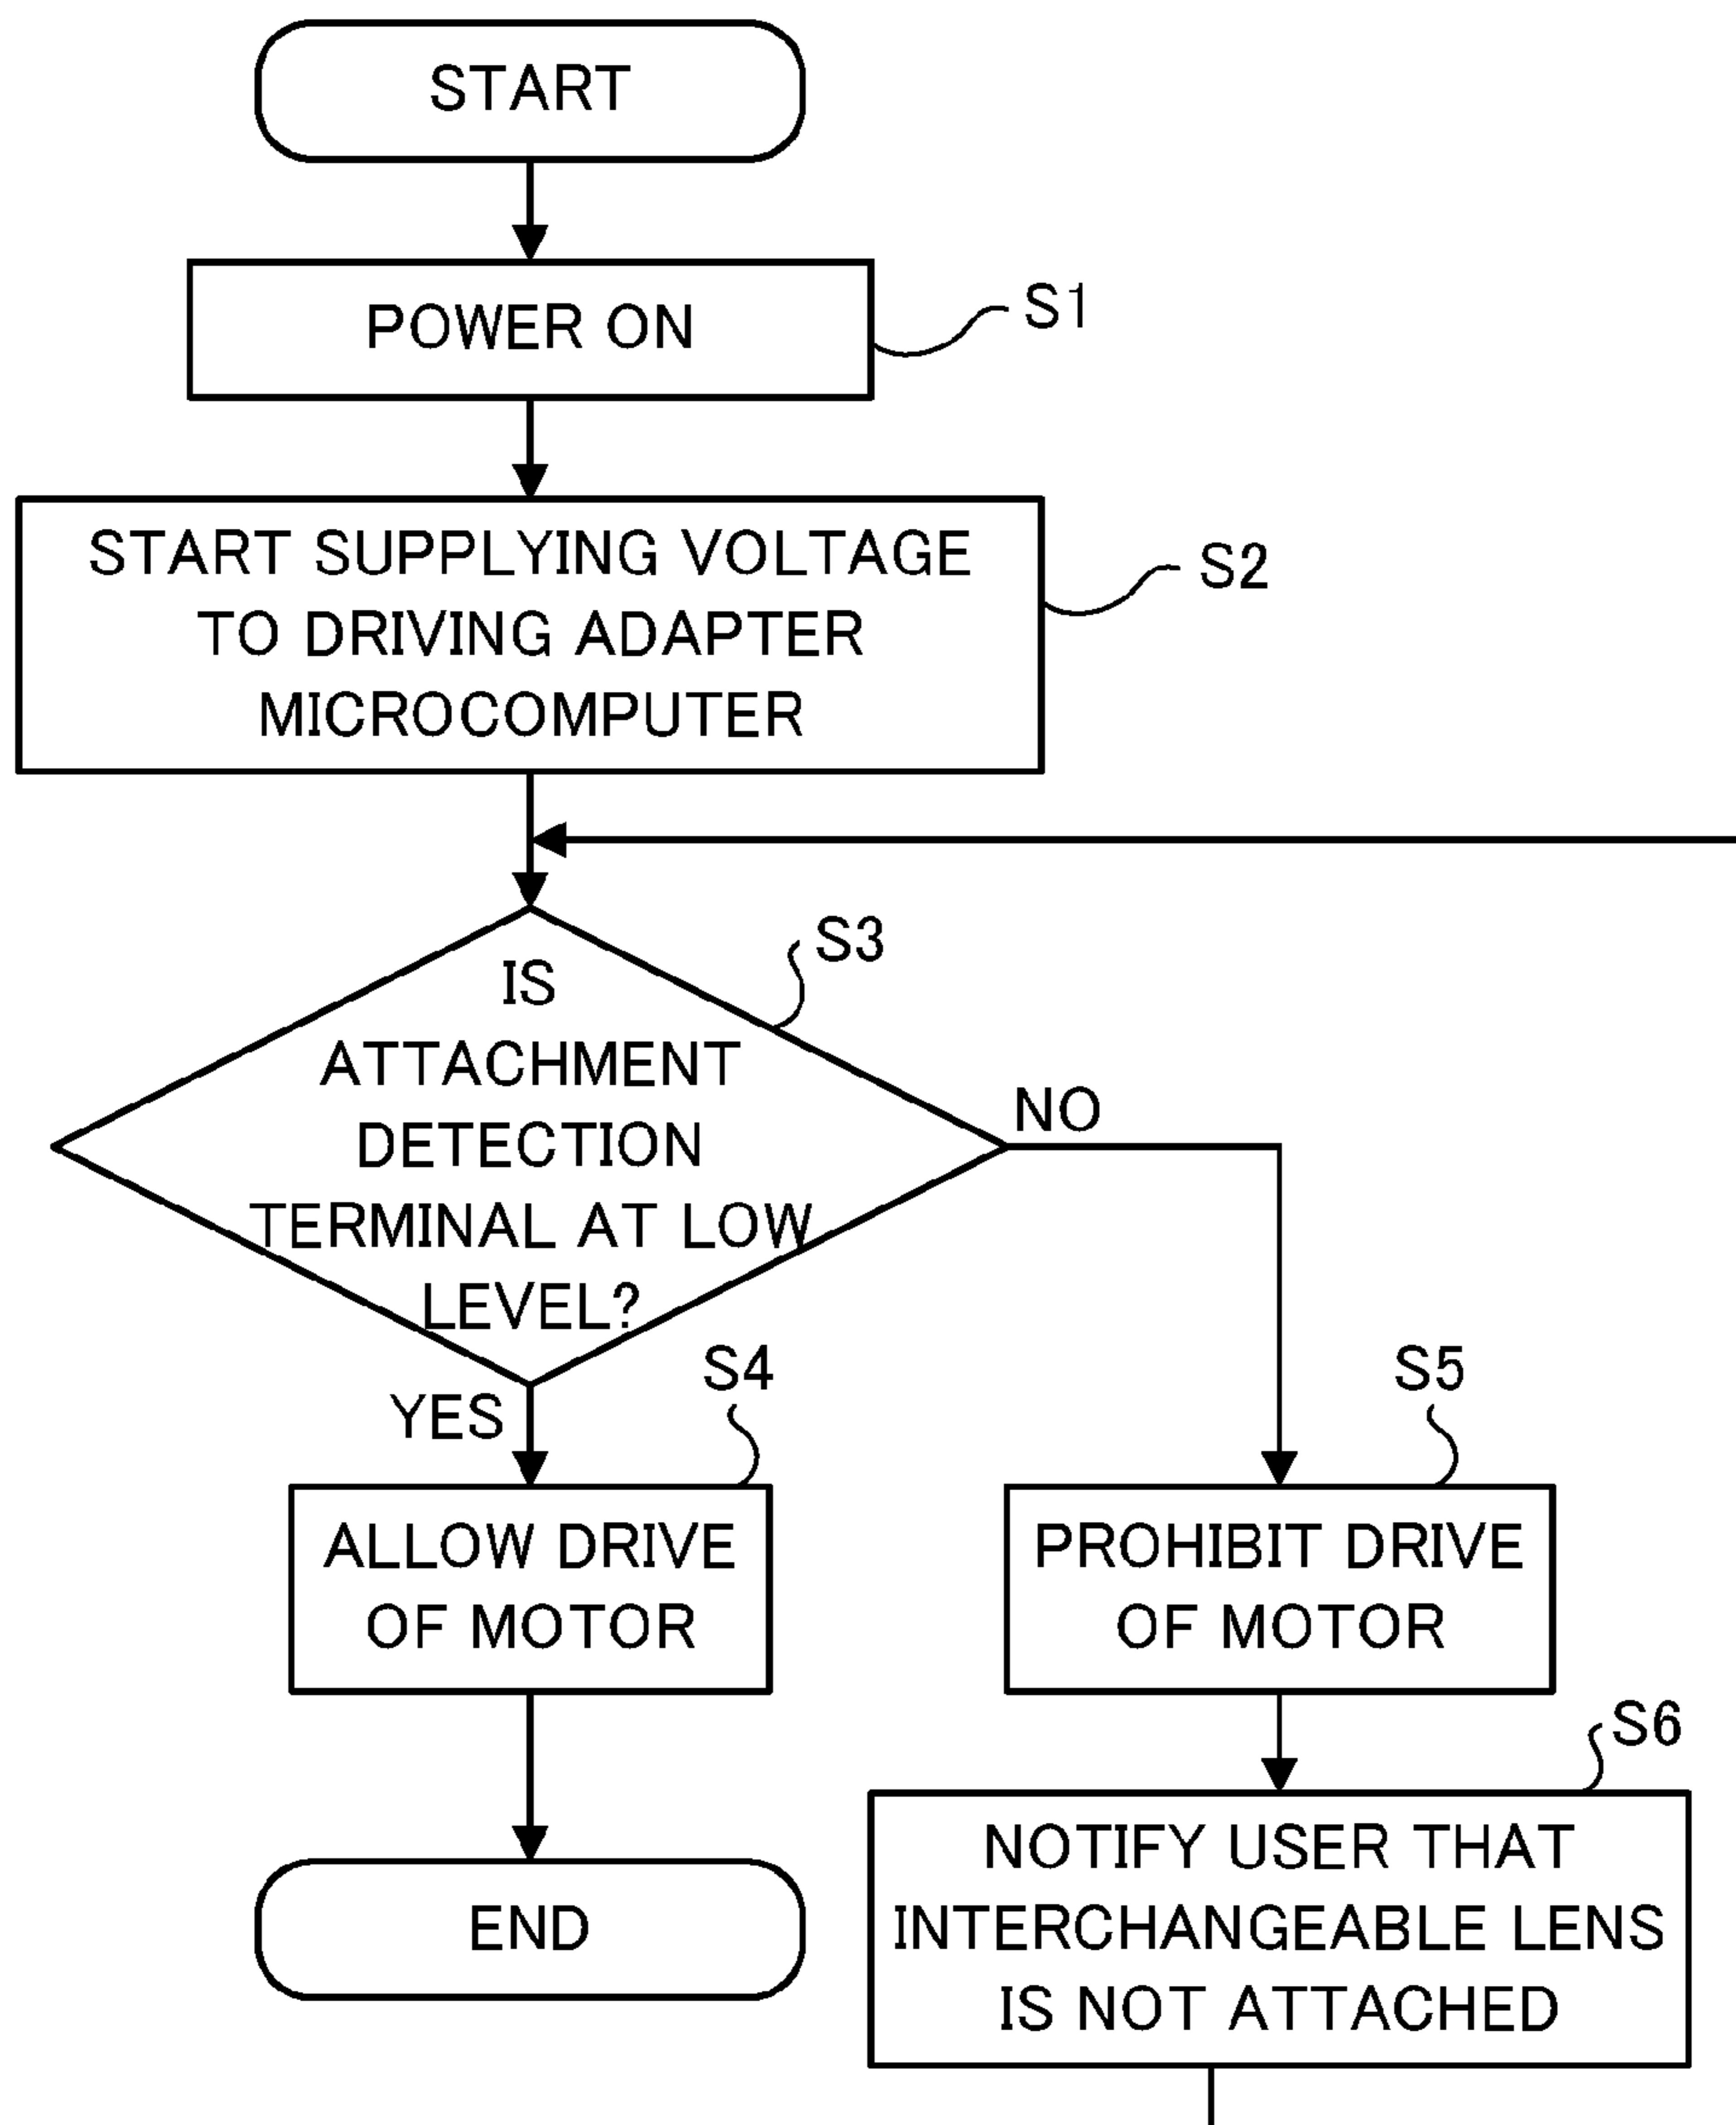 START
POWER ON
S1
START SUPPLYING VOLTAGE
TO DRIVING ADAPTER
MICROCOMPUTER
S2
S3
IS
ATTACHMENT
DETECTION
TERMINAL AT LOW
LEVEL?
NO
YES
S4
ALLOW DRIVE
OF MOTOR
S5
PROHIBIT DRIVE
OF MOTOR
S6
NOTIFY USER THAT
INTERCHANGEABLE LENS
IS NOT ATTACHED
END